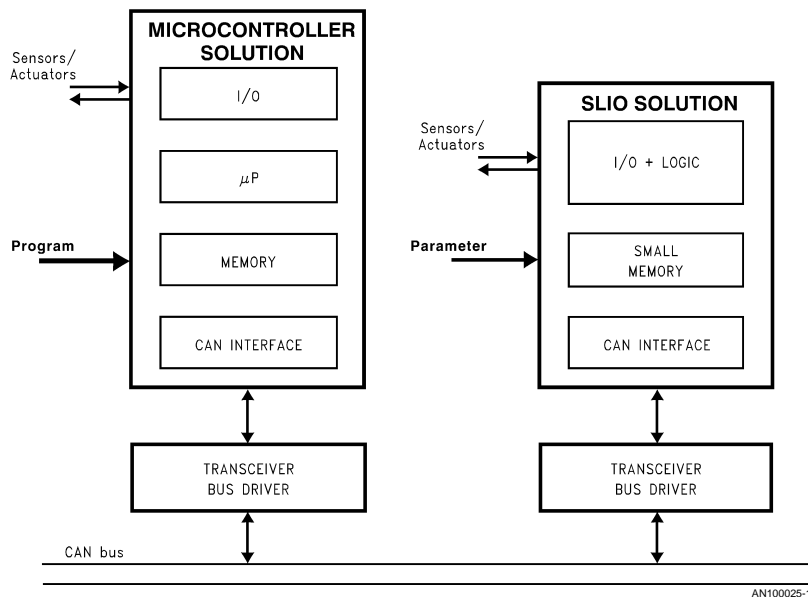 MICROCONTROLLER
SOLUTION
Sensors/
Actuators
I/O
μP
Program
MEMORY
CAN INTERFACE
TRANSCEIVER
BUS DRIVER
SLIO SOLUTION
Sensors/
Actuators
I/O + LOGIC
Parameter
SMALL
MEMORY
CAN INTERFACE
TRANSCEIVER
BUS DRIVER
CAN bus